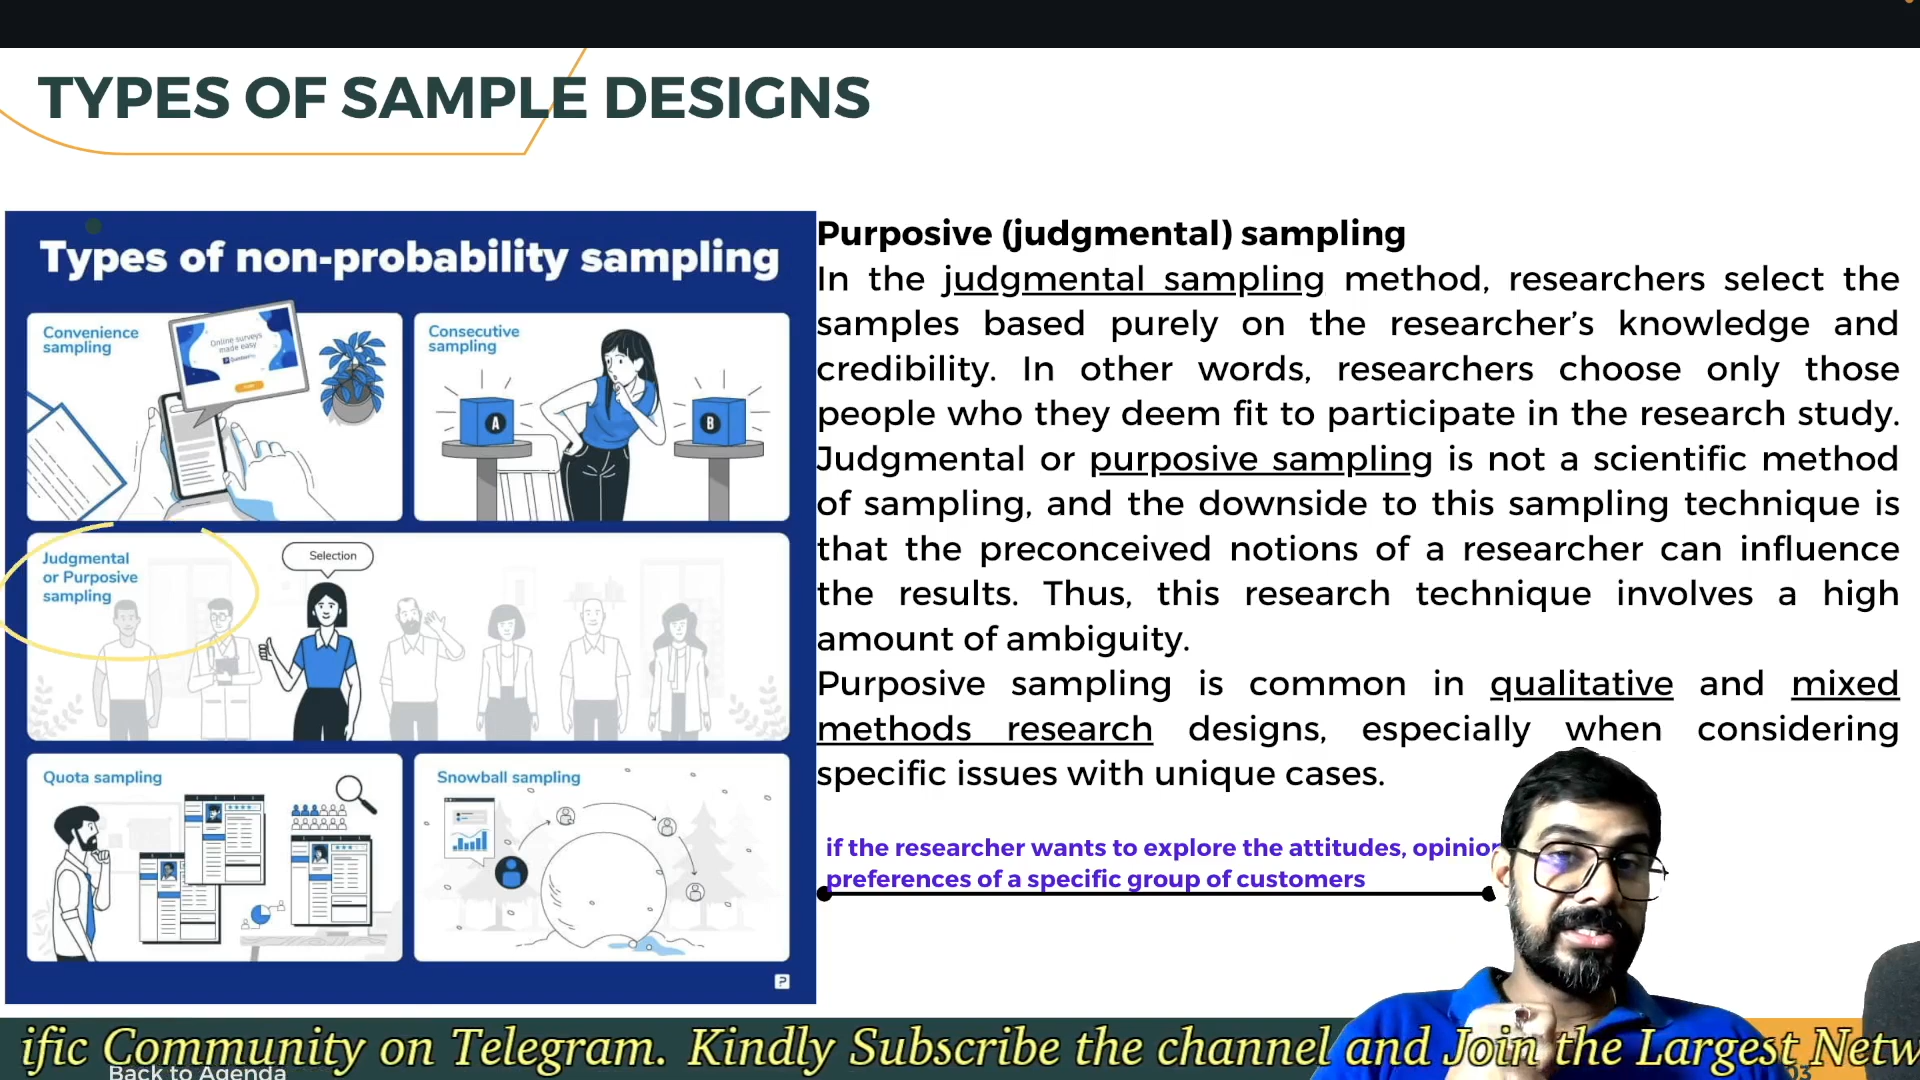 TYPES OF SAMPLE DESIGNS
Types of non-probability sampling
Convenience
sampling
Online surveys
made easy
Consecutive
sampling
A
B
Judgmental
or Purposive
sampling
Selection
Quota sampling
Snowball sampling
Purposive (judgmental) sampling
In the judgmental sampling method, researchers select the
samples based purely on the researcher’s knowledge and
credibility. In other words, researchers choose only those
people who they deem fit to participate in the research study.
Judgmental or purposive sampling is not a scientific method
of sampling, and the downside to this sampling technique is
that the preconceived notions of a researcher can influence
the results. Thus, this research technique involves a high
amount of ambiguity.
Purposive sampling is common in qualitative and mixed
methods research designs, especially when considering
specific issues with unique cases.
if the researcher wants to explore the attitudes, opinion
preferences of a specific group of customers
ific Community on Telegram. Kindly Subscribe the channel and Join the Largest Netw
Back to Agenda